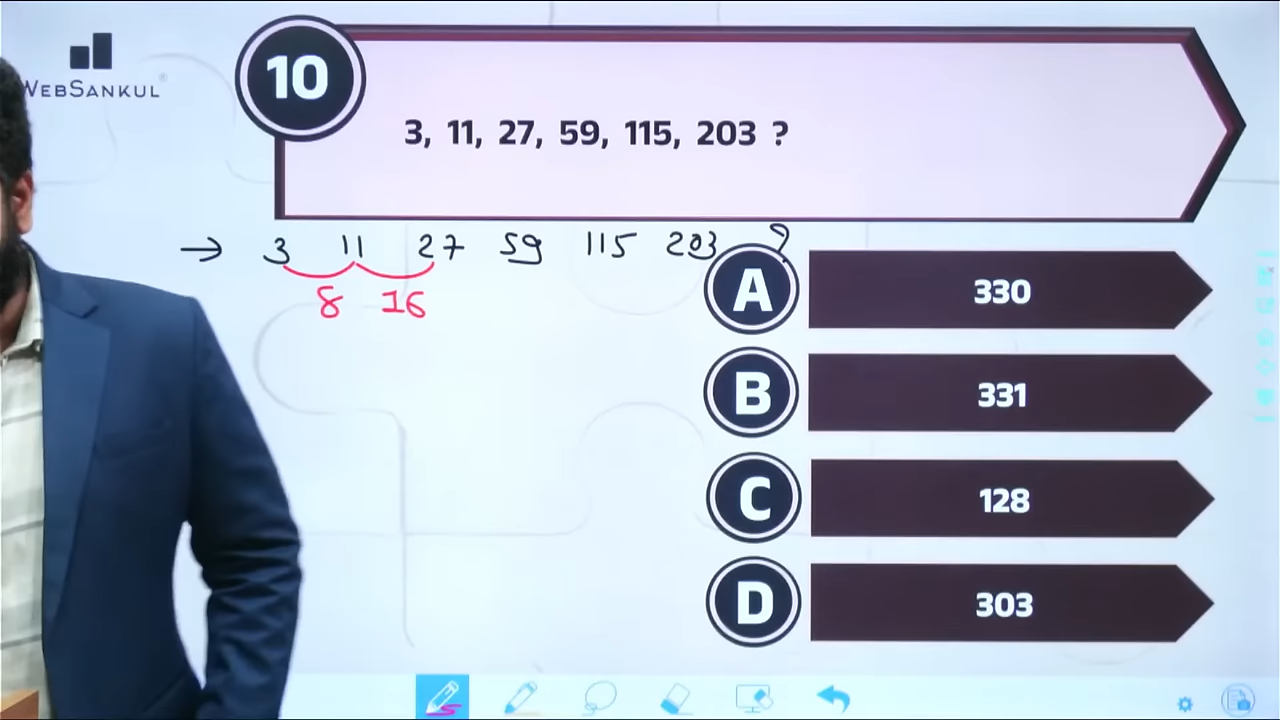 WEBSANKUL®
10
3, 11, 27, 59, 115, 203 ?
→ 3 11 27 59 115 203 ?
8 16
A 330
B 331
C 128
D 303